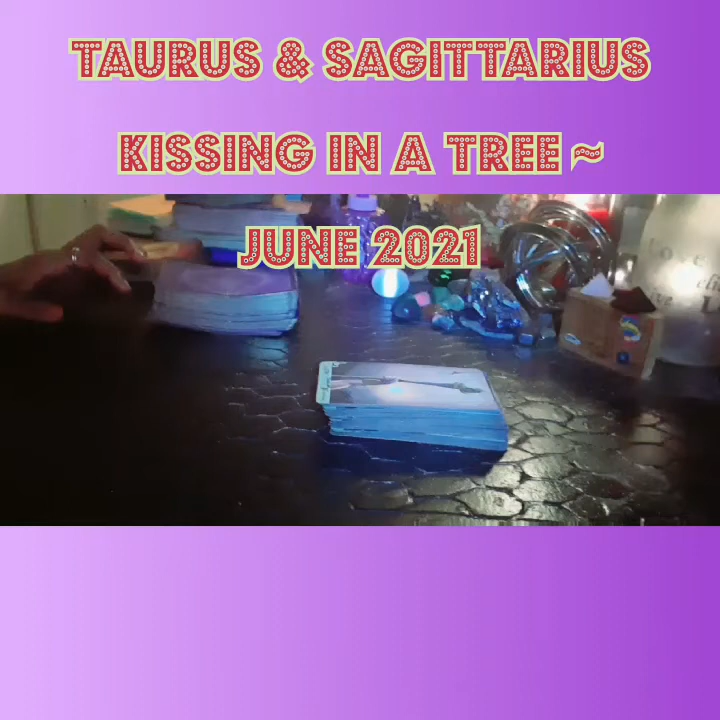 TAURUS & SAGITTARIUS
KISSING IN A TREE ~
JUNE 2021